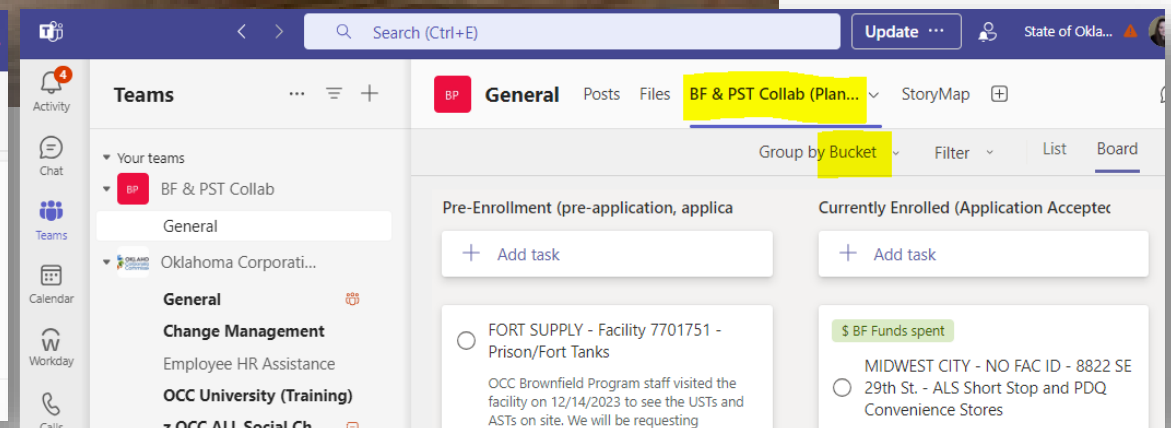 Search (Ctrl+E)
Update ...
State of Okla...
4
Activity
Chat
Teams
Calendar
Workday
Calls
Teams
Your teams
BP
BF & PST Collab
General
Oklahoma Corporati...
General
Change Management
Employee HR Assistance
OCC University (Training)
z OCC ALL Social Ch...
BP
General
Posts
Files
BF & PST Collab (Plan...
StoryMap
Group by Bucket
Filter
List
Board
Pre-Enrollment (pre-application, applica
Add task
FORT SUPPLY - Facility 7701751 -
Prison/Fort Tanks
OCC Brownfield Program staff visited the
facility on 12/14/2023 to see the USTs and
ASTs on site. We will be requesting
Currently Enrolled (Application Accepted
Add task
$ BF Funds spent
MIDWEST CITY - NO FAC ID - 8822 SE
29th St. - ALS Short Stop and PDQ
Convenience Stores